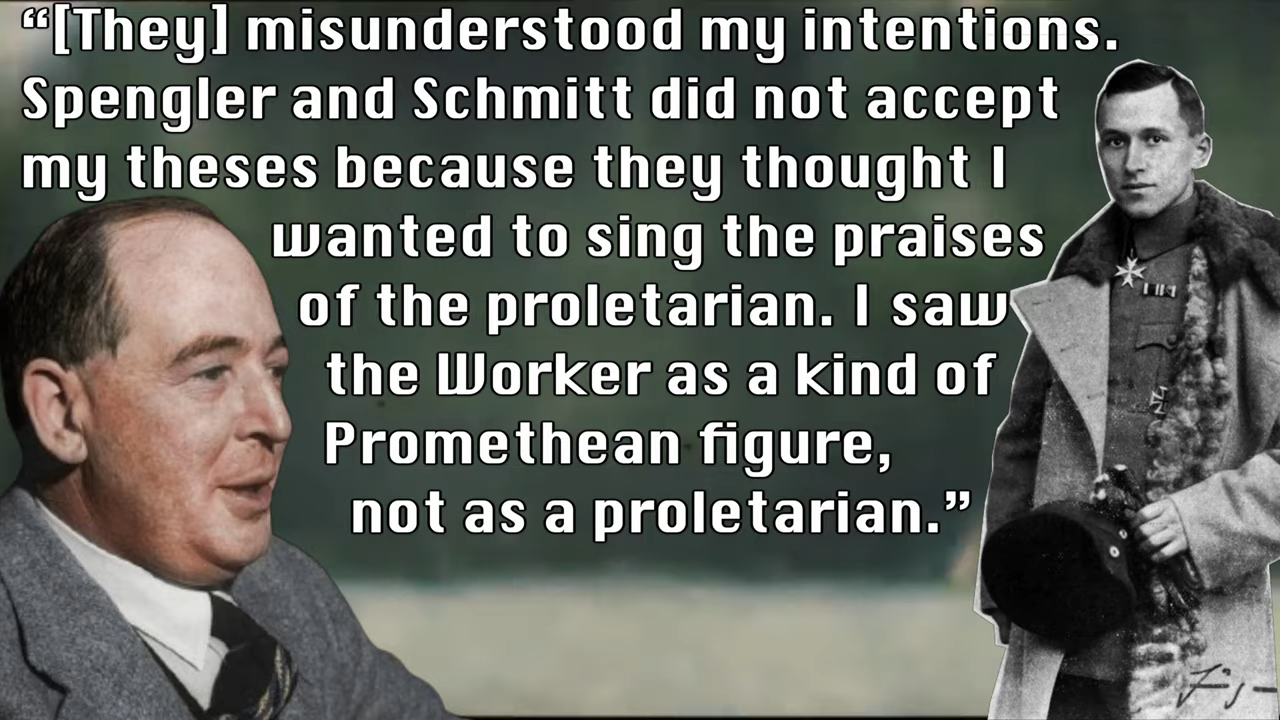 “[They] misunderstood my intentions.
Spengler and Schmitt did not accept
my theses because they thought I
wanted to sing the praises
of the proletarian. I saw
the Worker as a kind of
Promethean figure,
not as a proletarian.”